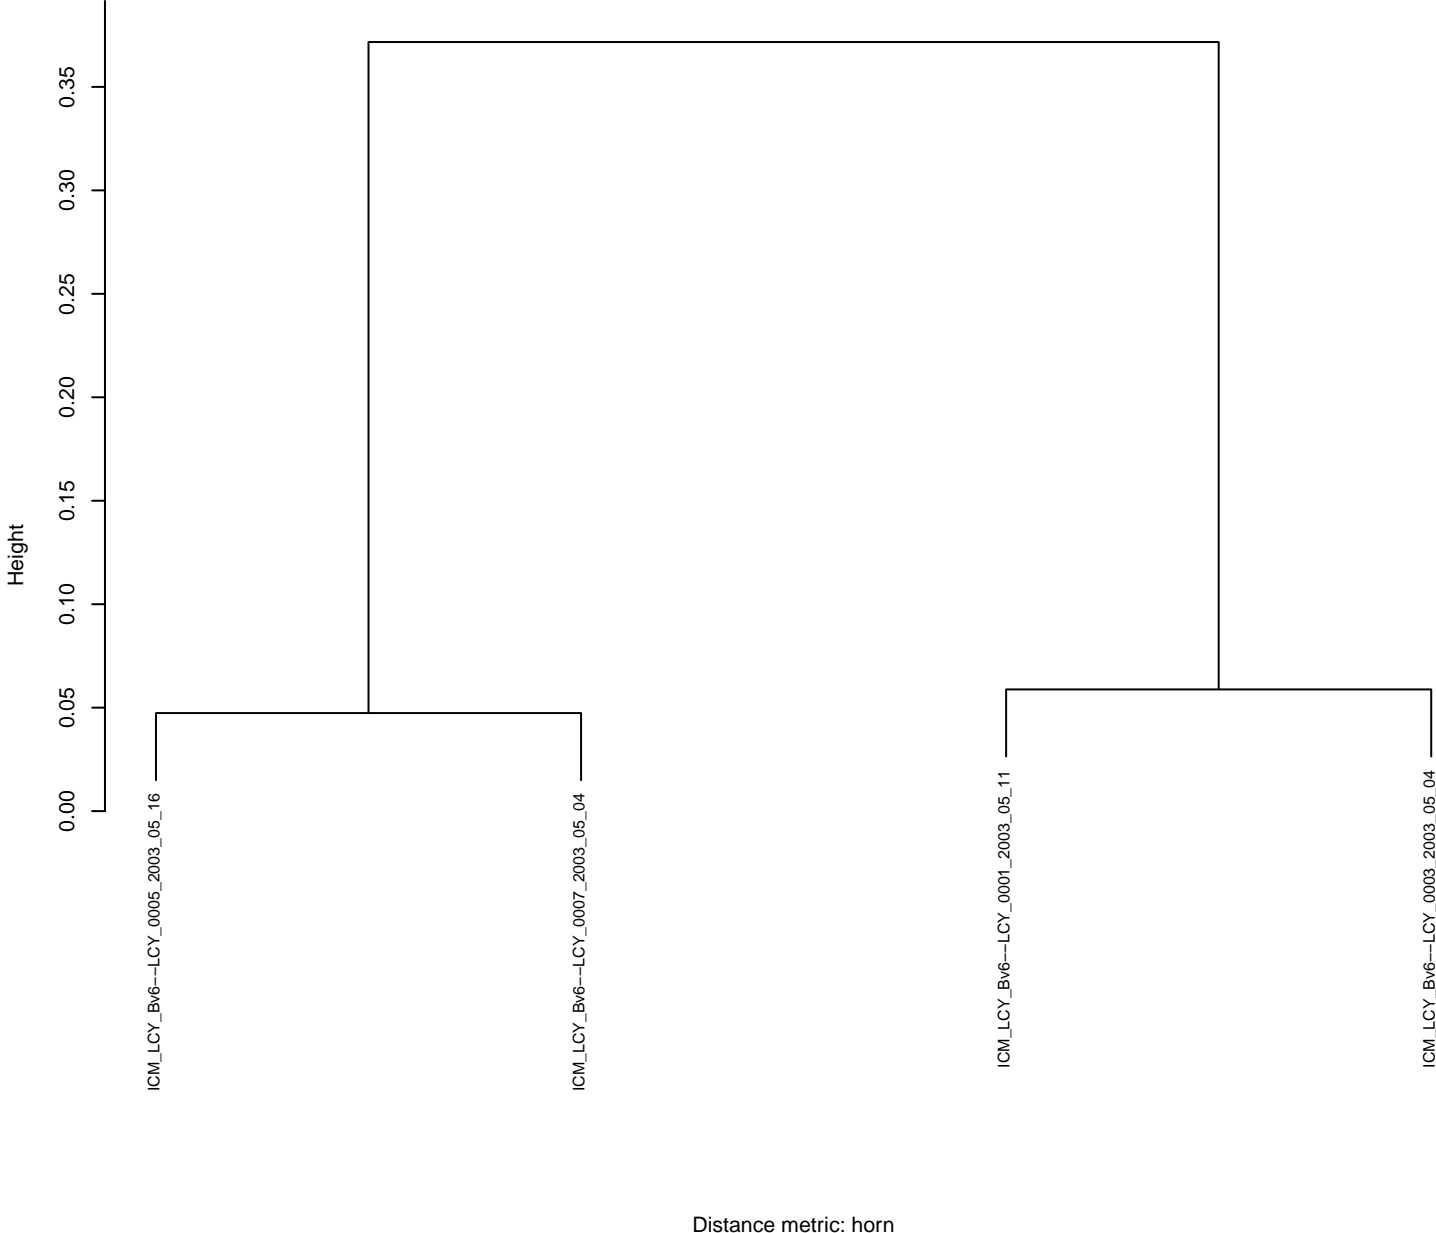 Height
0.35
0.30
0.25
0.20
0.15
0.10
0.05
0.00
ICM_LCY_Bv6--LCY_0005_2003_05_16
ICM_LCY_Bv6--LCY_0007_2003_05_04
ICM_LCY_Bv6--LCY_0001_2003_05_11
ICM_LCY_Bv6--LCY_0003_2003_05_04
Distance metric: horn